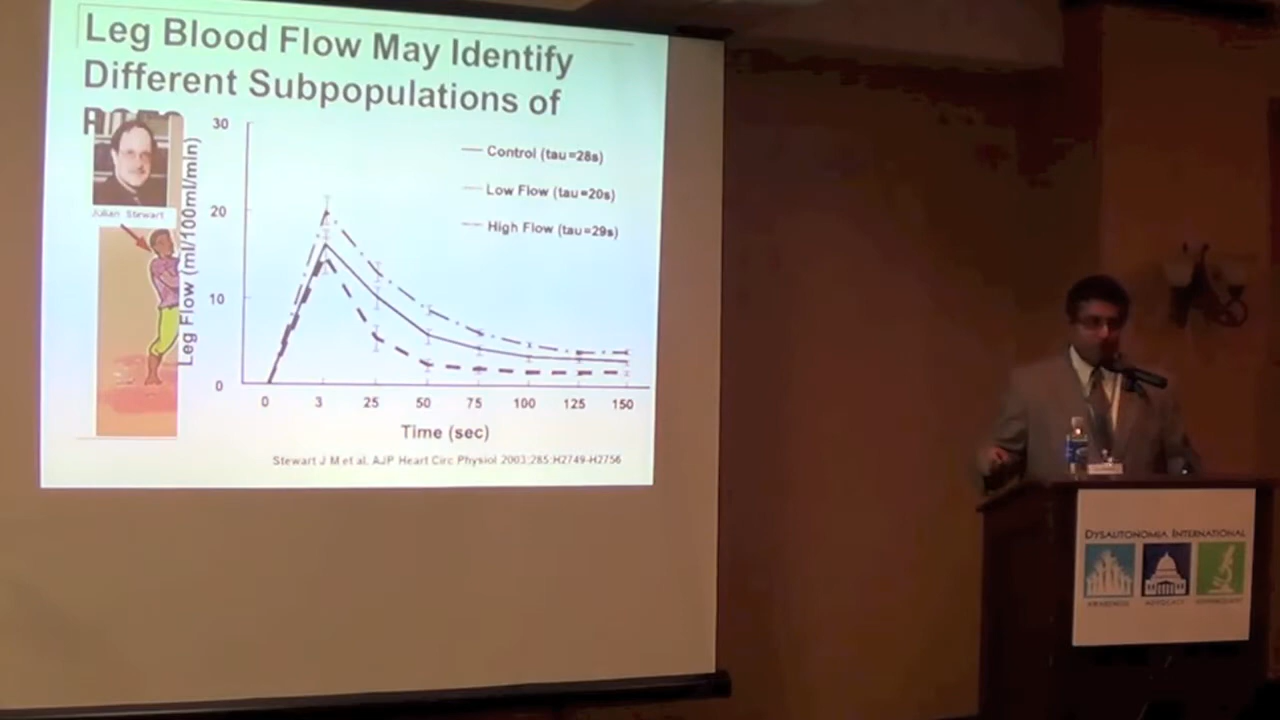 Leg Blood Flow May Identify
Different Subpopulations of
Julian Stewart
Leg Flow (ml/100ml/min)
30
20
10
0
Control (tau=28s)
Low Flow (tau=20s)
High Flow (tau=29s)
0 3 25 50 75 100 125 150
Time (sec)
Stewart J M et al. AJP Heart Circ Physiol 2003;285:H2749-H2756
DYSAUTONOMIA INTERNATIONAL
AWARENESS ADVOCACY